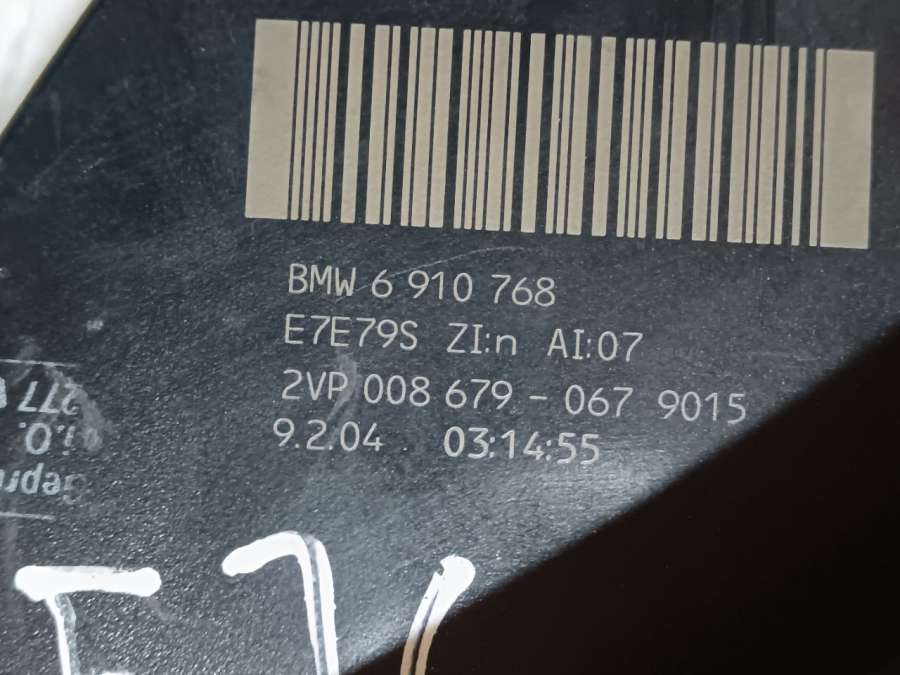 BMW 6 910 768
E7E79S ZI:n AI:07
2VP 008 679 - 067 9015
9.2.04 03:14:55
277
i.O.